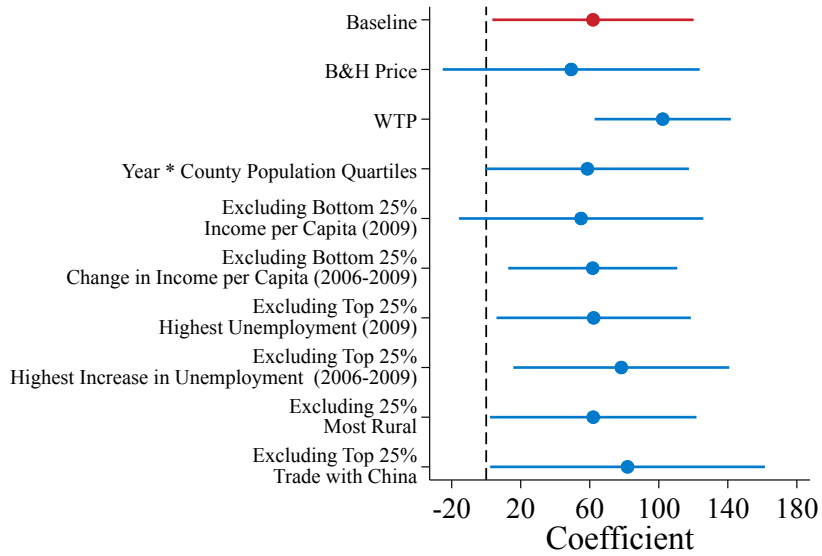 Baseline
B&H Price
WTP
Year * County Population Quartiles
Excluding Bottom 25%
Income per Capita (2009)
Excluding Bottom 25%
Change in Income per Capita (2006-2009)
Excluding Top 25%
Highest Unemployment (2009)
Excluding Top 25%
Highest Increase in Unemployment (2006-2009)
Excluding 25%
Most Rural
Excluding Top 25%
Trade with China
-20 20 60 100 140 180
Coefficient